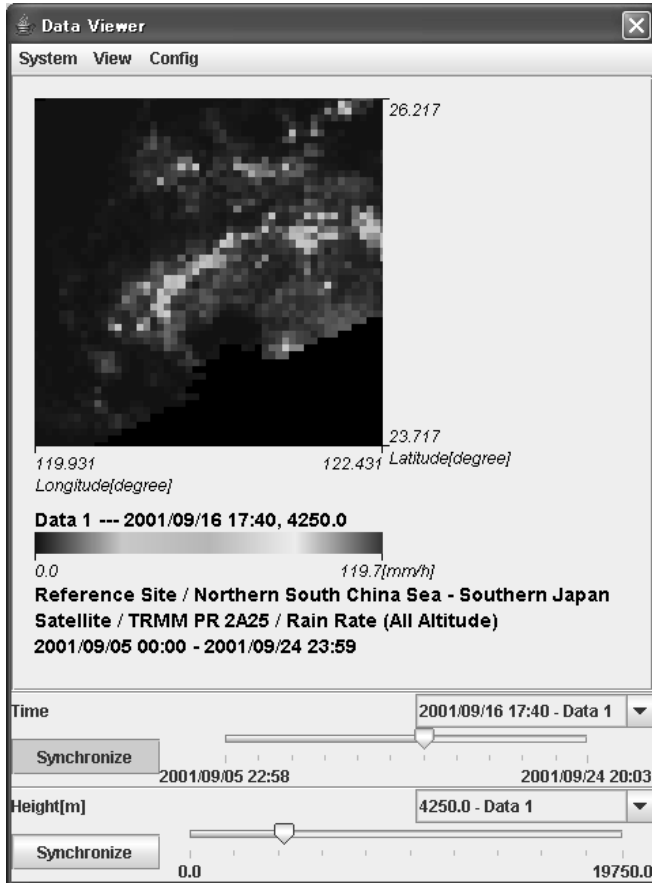 Data Viewer
System View Config
26.217
23.717
119.931 122.431 Latitude[degree]
Longitude[degree]
Data 1 --- 2001/09/16 17:40, 4250.0
0.0 119.7[mm/h]
Reference Site / Northern South China Sea - Southern Japan
Satellite / TRMM PR 2A25 / Rain Rate (All Altitude)
2001/09/05 00:00 - 2001/09/24 23:59
Time 2001/09/16 17:40 - Data 1
Synchronize
2001/09/05 22:58 2001/09/24 20:03
Height[m] 4250.0 - Data 1
Synchronize
0.0 19750.0